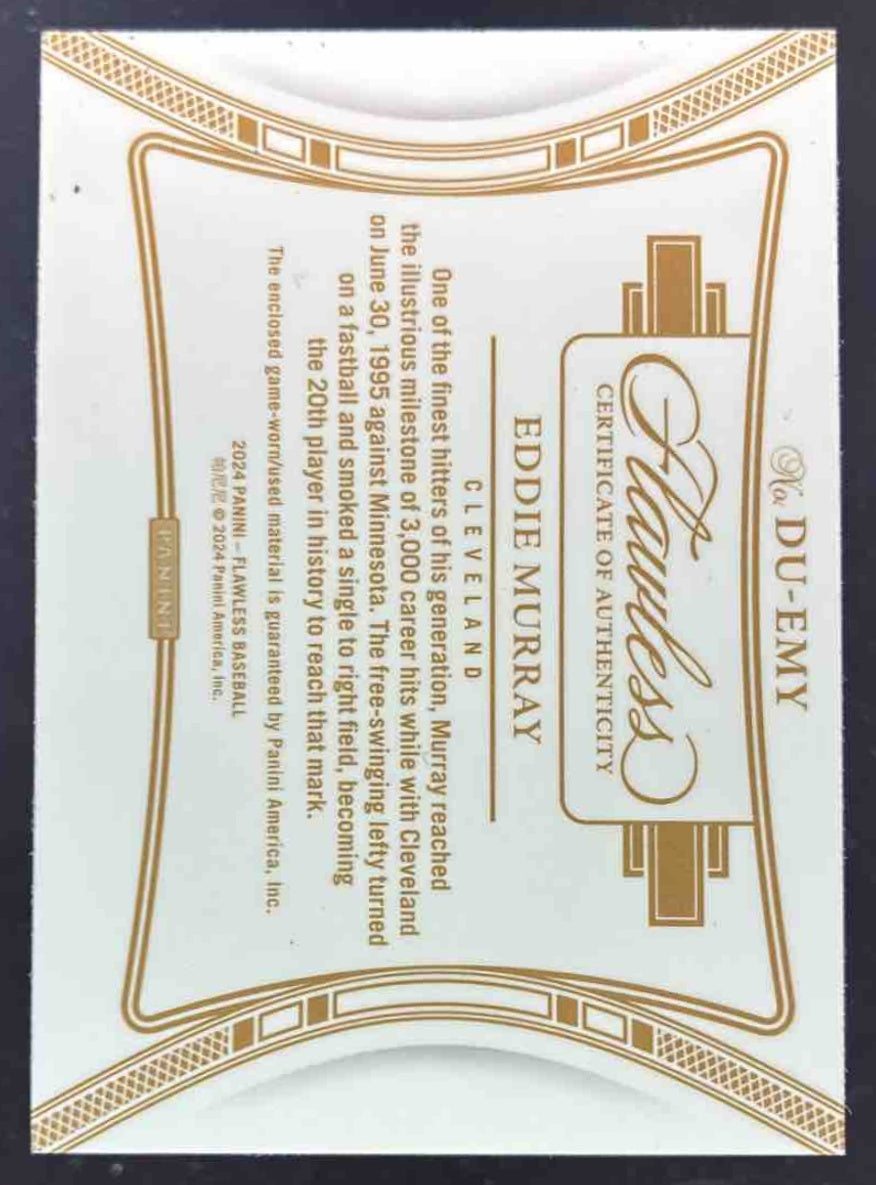 No. DU-EMY
Flawless
CERTIFICATE OF AUTHENTICITY
EDDIE MURRAY
CLEVELAND
One of the finest hitters of his generation, Murray reached
the illustrious milestone of 3,000 career hits while with Cleveland
on June 30, 1995 against Minnesota. The free-swinging lefty turned
on a fastball and smoked a single to right field, becoming
the 20th player in history to reach that mark.
The enclosed game-worn/used material is guaranteed by Panini America, Inc.
2024 PANINI – FLAWLESS BASEBALL
帕尼尼 © 2024 Panini America, Inc.
PANINI